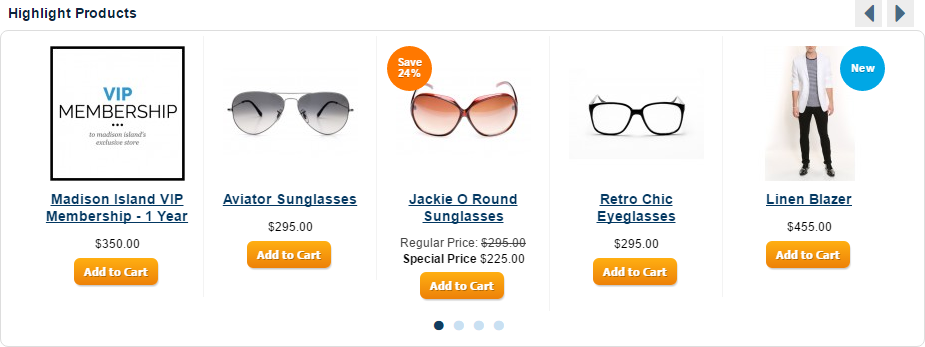 Highlight Products
VIP
MEMBERSHIP
to madison island's
exclusive store
Madison Island VIP
Membership - 1 Year
$350.00
Add to Cart
Aviator Sunglasses
$295.00
Add to Cart
Save
24%
Jackie O Round
Sunglasses
Regular Price: $295.00
Special Price $225.00
Add to Cart
Retro Chic
Eyeglasses
$295.00
Add to Cart
New
Linen Blazer
$455.00
Add to Cart